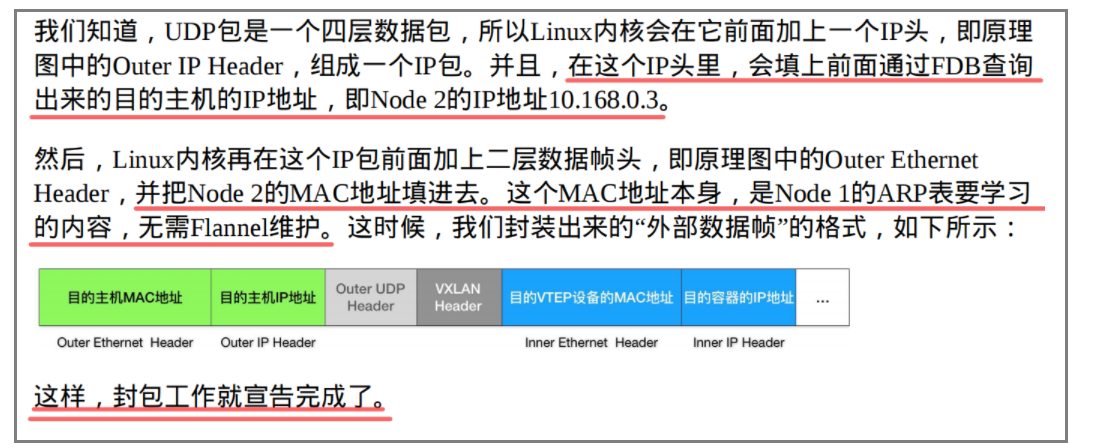 我们知道，UDP包是一个四层数据包，所以Linux内核会在它前面加上一个IP头，即原理
图中的Outer IP Header，组成一个IP包。并且，在这个IP头里，会填上前面通过FDB查询
出来的目的主机的IP地址，即Node 2的IP地址10.168.0.3。
然后，Linux内核再在这个IP包前面加上二层数据帧头，即原理图中的Outer Ethernet
Header，并把Node 2的MAC地址填进去。这个MAC地址本身，是Node 1的ARP表要学习
的内容，无需Flannel维护。这时候，我们封装出来的“外部数据帧”的格式，如下所示：
目的主机MAC地址 目的主机IP地址 Outer UDP Header VXLAN Header 目的VTEP设备的MAC地址 目的容器的IP地址 ...
Outer Ethernet Header Outer IP Header Inner Ethernet Header Inner IP Header
这样，封包工作就宣告完成了。